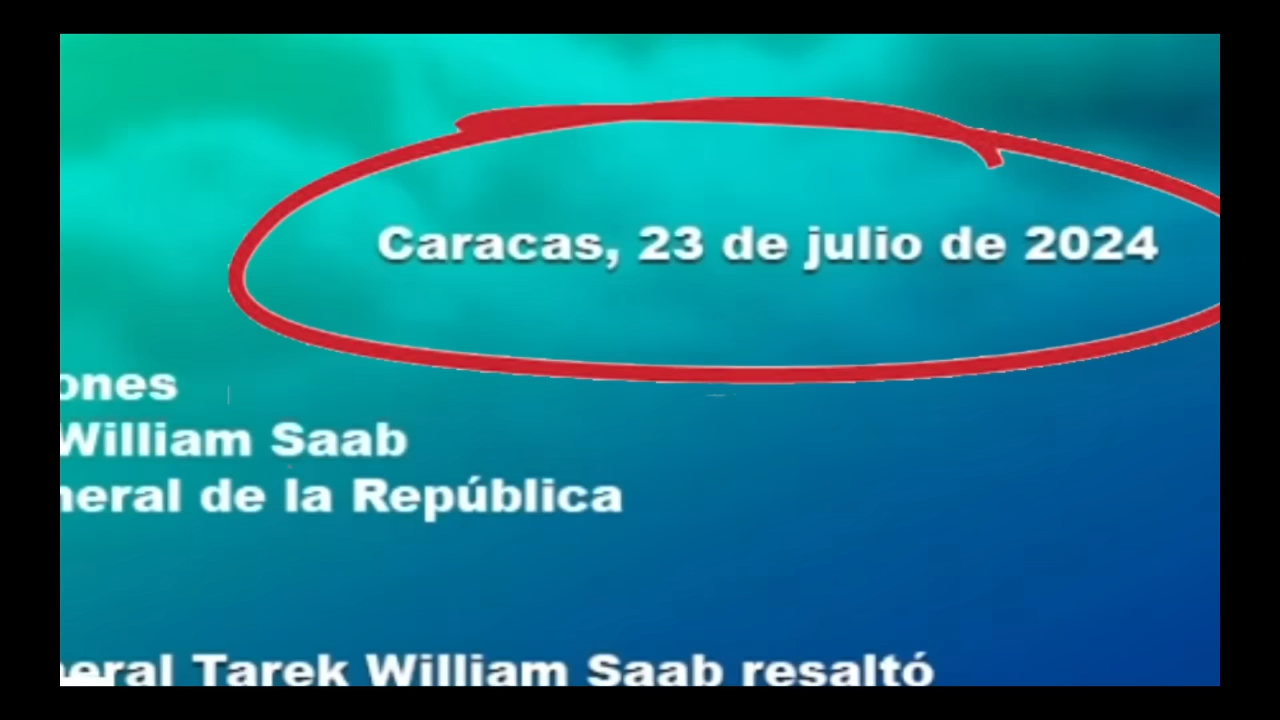 Caracas, 23 de julio de 2024
ones
William Saab
neral de la República
neral Tarek William Saab resaltó